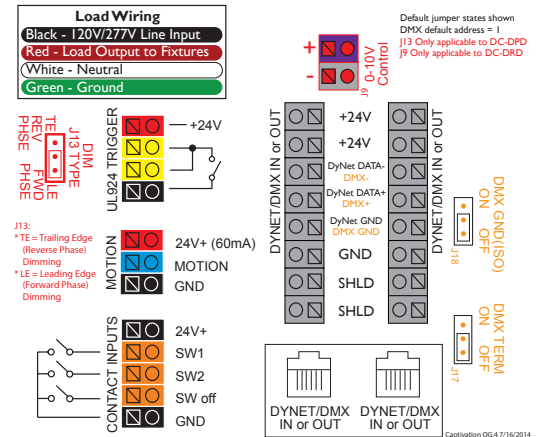 Load Wiring
Black - 120V/277V Line Input
Red - Load Output to Fixtures
White - Neutral
Green - Ground
+
-
J9
0-10V
Control
Default jumper states shown
DMX default address = 1
J13 Only applicable to DC-DPD
J9 Only applicable to DC-DRD
DIM
J13 TYPE
TE
LE
REV
FWD
PHSE
PHSE
J13:
* TE = Trailing Edge
(Reverse Phase)
Dimming
* LE = Leading Edge
(Forward Phase)
Dimming
UL924 TRIGGER
+24V
MOTION
24V+ (60mA)
MOTION
GND
CONTACT INPUTS
24V+
SW1
SW2
SW off
GND
DYNET/DMX IN or OUT
+24V
+24V
DyNet DATA-
DMX-
DyNet DATA+
DMX+
DyNet GND
DMX GND
GND
SHLD
SHLD
DYNET/DMX IN or OUT
DMX GND(ISO)
ON
OFF
J18
DMX TERM
ON
OFF
J17
DYNET/DMX
IN or OUT
DYNET/DMX
IN or OUT
Captivation OG.4 7/16/2014